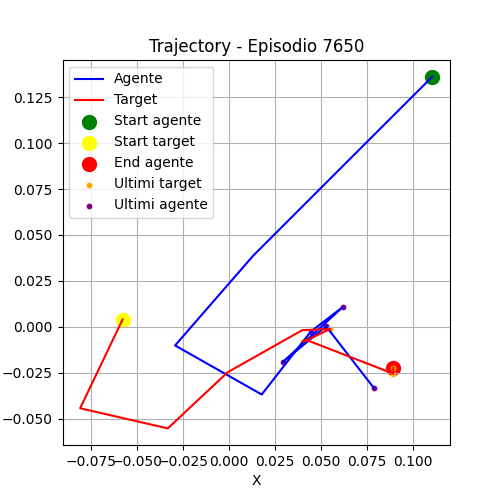 Trajectory - Episodio 7650
Agente
Target
Start agente
Start target
End agente
Ultimi target
Ultimi agente
0.125
0.100
0.075
0.050
0.025
0.000
−0.025
−0.050
−0.075 −0.050 −0.025 0.000 0.025 0.050 0.075 0.100
X